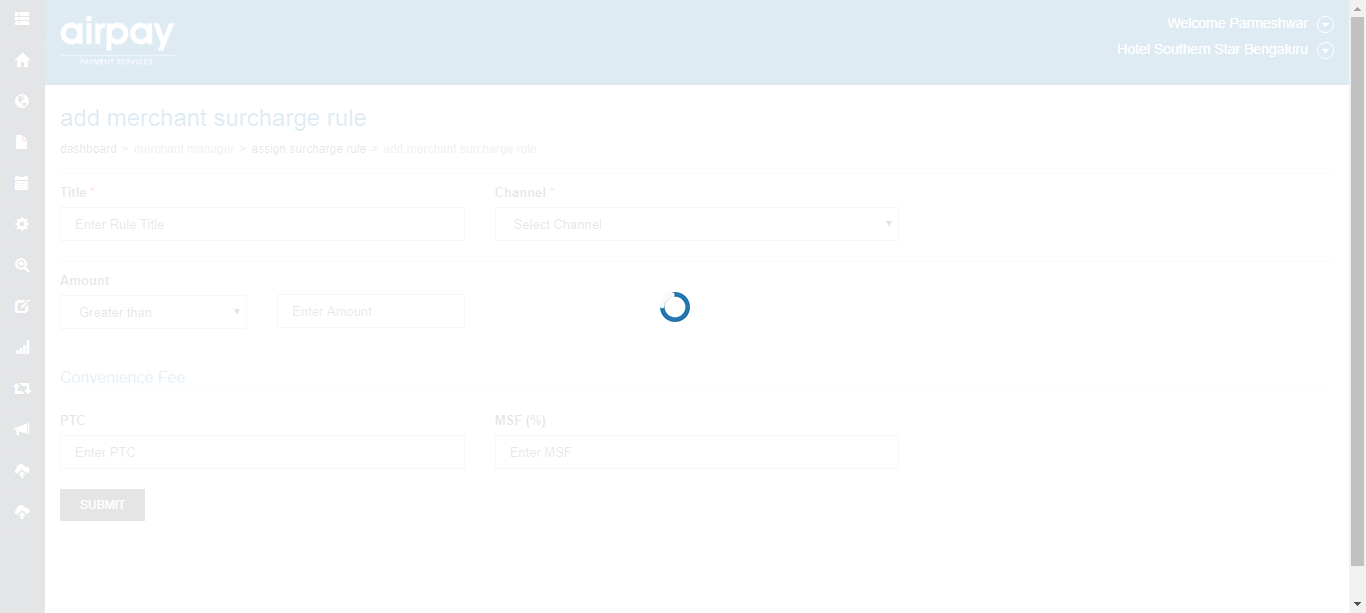 airpay
PAYMENT SERVICES
Welcome Parmeshwar
Hotel Southern Star Bengaluru
add merchant surcharge rule
dashboard > merchant manager > assign surcharge rule > add merchant surcharge rule
Title * Channel *
Enter Rule Title Select Channel
Amount
Greater than Enter Amount
Convenience Fee
PTC MSF (%)
Enter PTC Enter MSF
SUBMIT